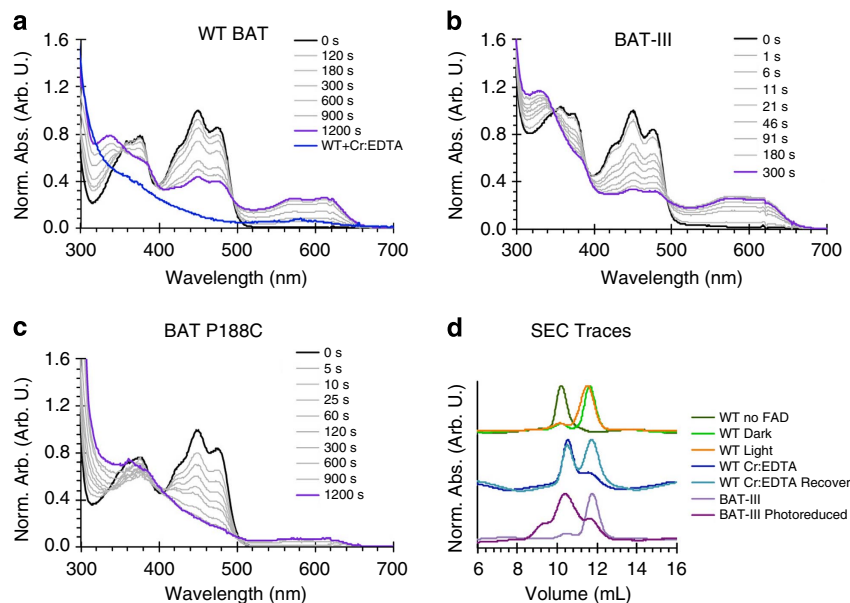 a
WT BAT
1.6
1.2
0.8
0.4
0.0
300 400 500 600 700
Norm. Abs. (Arb. U.)
Wavelength (nm)
0 s
120 s
180 s
300 s
600 s
900 s
1200 s
WT+Cr:EDTA
b
BAT-III
1.6
1.2
0.8
0.4
0.0
300 400 500 600 700
Norm. Abs. (Arb. U.)
Wavelength (nm)
0 s
1 s
6 s
11 s
21 s
46 s
91 s
180 s
300 s
c
BAT P188C
1.6
1.2
0.8
0.4
0.0
300 400 500 600 700
Norm. Arb. (Arb. U.)
Wavelength (nm)
0 s
5 s
10 s
25 s
60 s
120 s
300 s
600 s
900 s
1200 s
d
SEC Traces
Norm. Abs. (Arb. U.)
6 8 10 12 14 16
Volume (mL)
WT no FAD
WT Dark
WT Light
WT Cr:EDTA
WT Cr:EDTA Recover
BAT-III
BAT-III Photoreduced